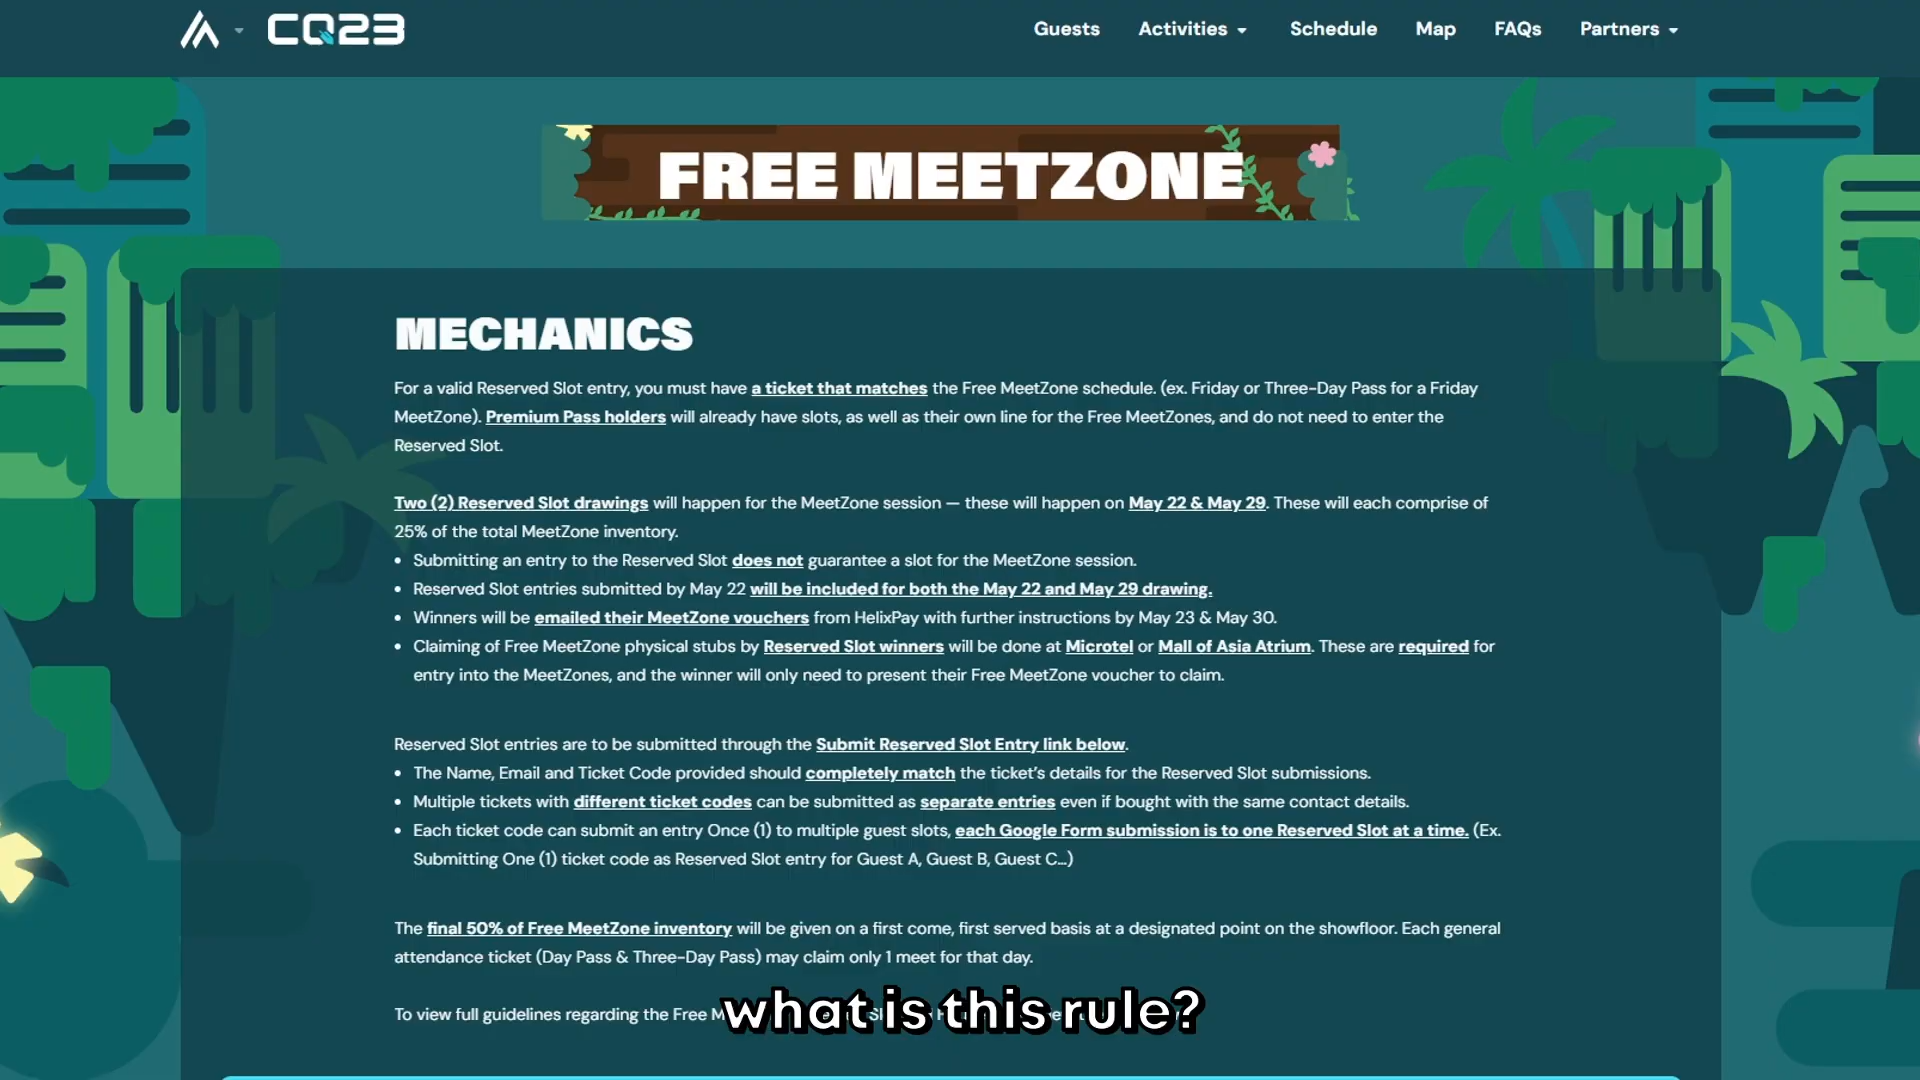 CQ23
Guests Activities Schedule Map FAQs Partners
FREE MEETZONE
MECHANICS
For a valid Reserved Slot entry, you must have a ticket that matches the Free MeetZone schedule. (ex. Friday or Three-Day Pass for a Friday
MeetZone). Premium Pass holders will already have slots, as well as their own line for the Free MeetZones, and do not need to enter the
Reserved Slot.
Two (2) Reserved Slot drawings will happen for the MeetZone session — these will happen on May 22 & May 29. These will each comprise of
25% of the total MeetZone inventory.
• Submitting an entry to the Reserved Slot does not guarantee a slot for the MeetZone session.
• Reserved Slot entries submitted by May 22 will be included for both the May 22 and May 29 drawing.
• Winners will be emailed their MeetZone vouchers from HelixPay with further instructions by May 23 & May 30.
• Claiming of Free MeetZone physical stubs by Reserved Slot winners will be done at Microtel or Mall of Asia Atrium. These are required for
entry into the MeetZones, and the winner will only need to present their Free MeetZone voucher to claim.
Reserved Slot entries are to be submitted through the Submit Reserved Slot Entry link below.
• The Name, Email and Ticket Code provided should completely match the ticket's details for the Reserved Slot submissions.
• Multiple tickets with different ticket codes can be submitted as separate entries even if bought with the same contact details.
• Each ticket code can submit an entry Once (1) to multiple guest slots, each Google Form submission is to one Reserved Slot at a time. (Ex.
Submitting One (1) ticket code as Reserved Slot entry for Guest A, Guest B, Guest C...)
The final 50% of Free MeetZone inventory will be given on a first come, first served basis at a designated point on the showfloor. Each general
attendance ticket (Day Pass & Three-Day Pass) may claim only 1 meet for that day.
To view full guidelines regarding the Free
what is this rule?